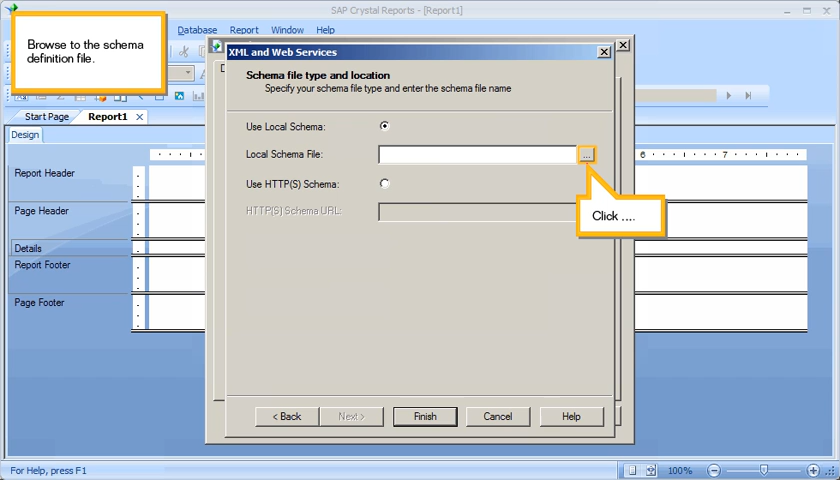 SAP Crystal Reports - [Report1]
Database Report Window Help
Browse to the schema
definition file.
Start Page Report1
Design
6 7
Report Header
Page Header
Details
Report Footer
Page Footer
XML and Web Services
Schema file type and location
Specify your schema file type and enter the schema file name
Use Local Schema:
Local Schema File: ...
Use HTTP(S) Schema:
HTTP(S) Schema URL:
Click ....
< Back Next > Finish Cancel Help
For Help, press F1
100%